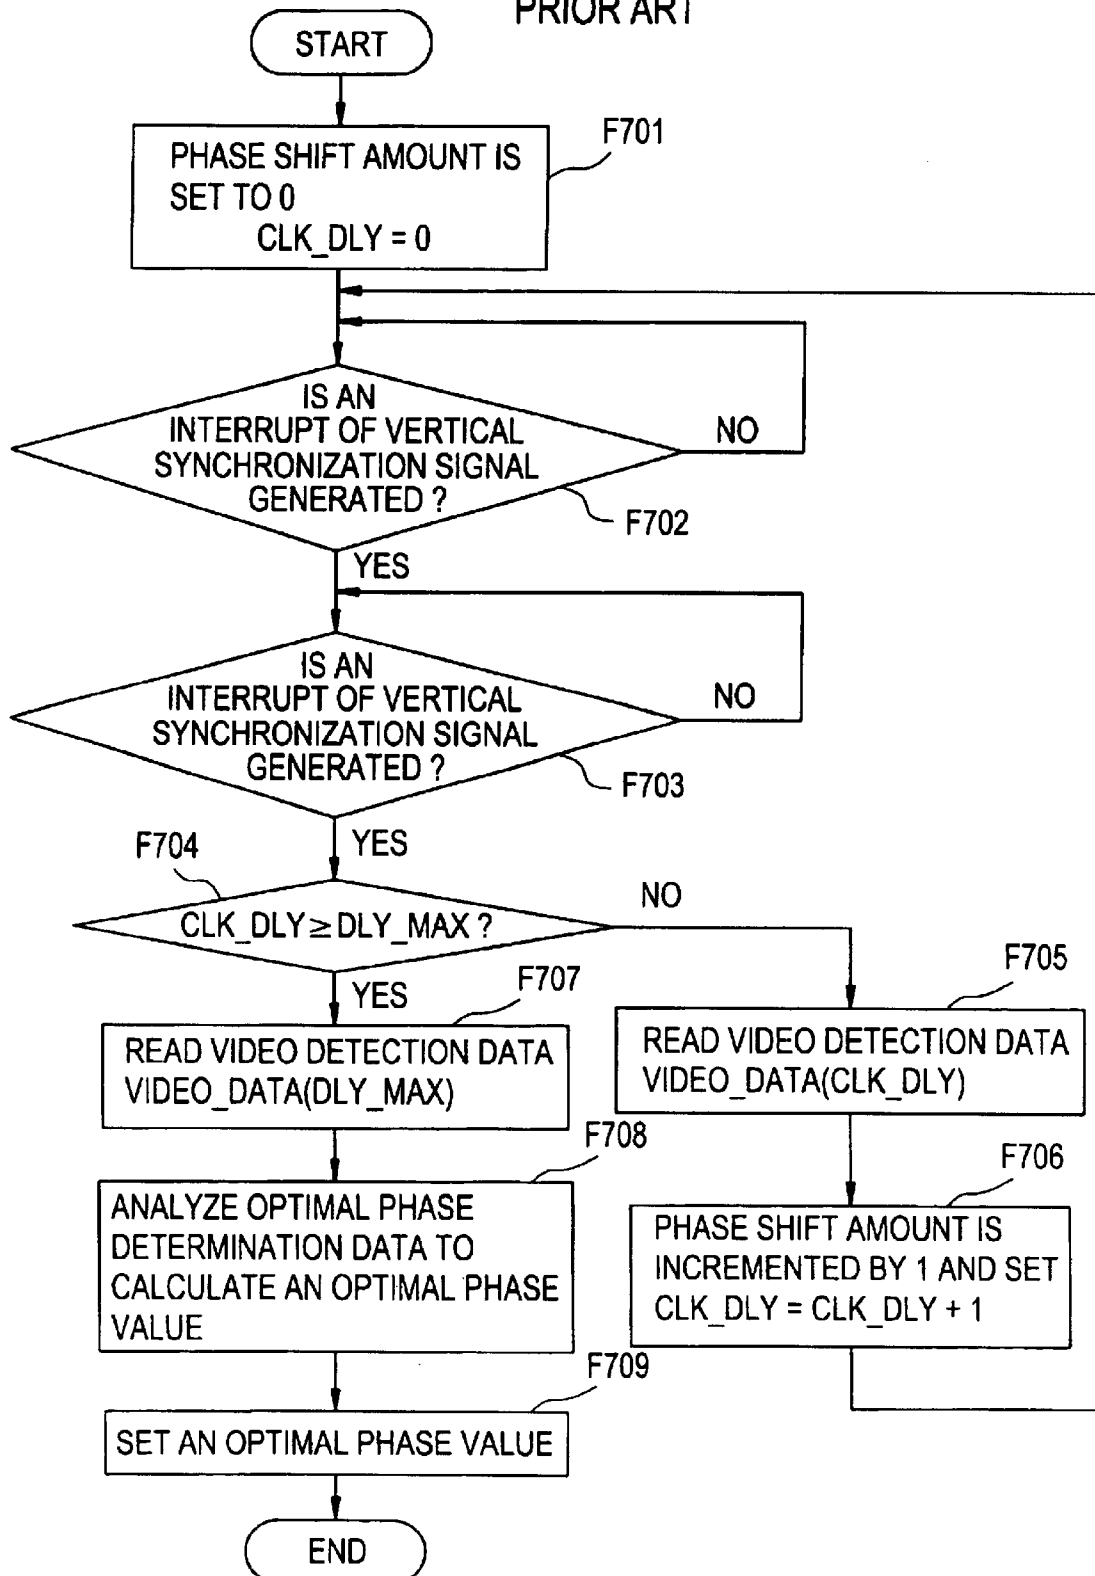 PRIOR ART
START
F701
PHASE SHIFT AMOUNT IS
SET TO 0
CLK_DLY = 0
IS AN
INTERRUPT OF VERTICAL
SYNCHRONIZATION SIGNAL
GENERATED ?
NO
F702
YES
IS AN
INTERRUPT OF VERTICAL
SYNCHRONIZATION SIGNAL
GENERATED ?
NO
F703
YES
F704
CLK_DLY ≥ DLY_MAX ?
NO
YES
F707
READ VIDEO DETECTION DATA
VIDEO_DATA(DLY_MAX)
F705
READ VIDEO DETECTION DATA
VIDEO_DATA(CLK_DLY)
F708
ANALYZE OPTIMAL PHASE
DETERMINATION DATA TO
CALCULATE AN OPTIMAL PHASE
VALUE
F706
PHASE SHIFT AMOUNT IS
INCREMENTED BY 1 AND SET
CLK_DLY = CLK_DLY + 1
F709
SET AN OPTIMAL PHASE VALUE
END